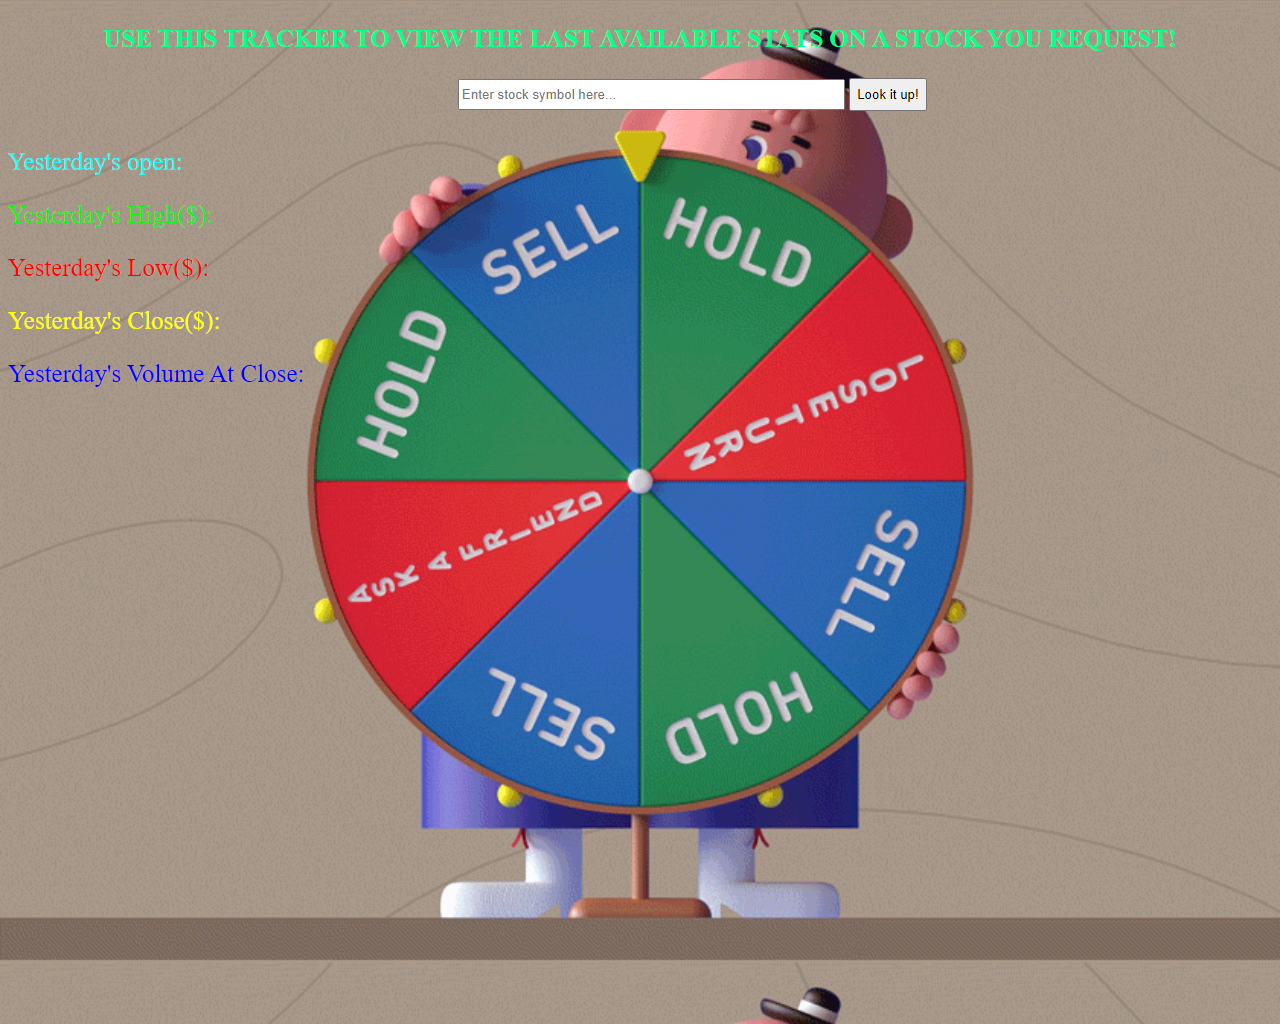 USE THIS TRACKER TO VIEW THE LAST AVAILABLE STATS ON A STOCK YOU REQUEST!
Enter stock symbol here...
Look it up!
Yesterday's open:
Yesterday's High($):
Yesterday's Low($):
Yesterday's Close($):
Yesterday's Volume At Close:
SELL
HOLD
HOLD
LOSETURN
ASK A FRIEND
SELL
SELL
HOLD